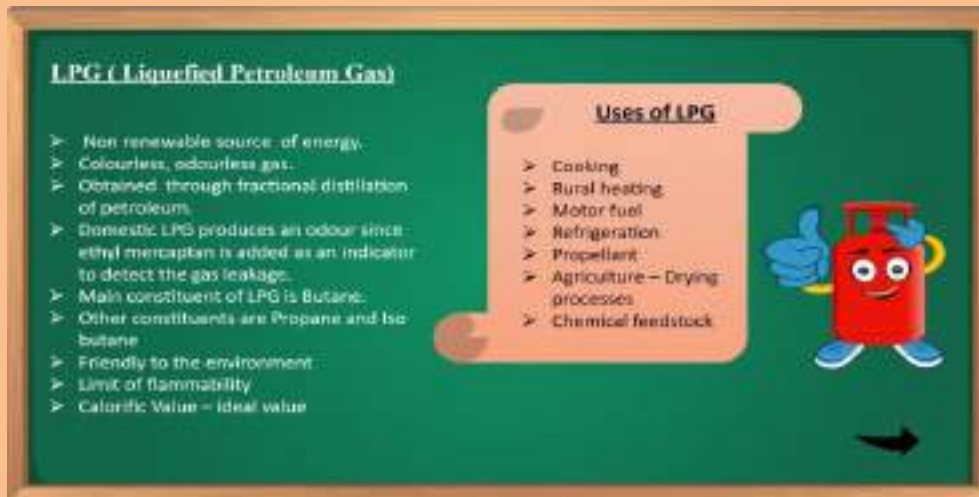 LPG ( Liquefied Petroleum Gas)
➢ Non renewable source of energy.
➢ Colourless, odourless gas.
➢ Obtained through fractional distillation
of petroleum.
➢ Domestic LPG produces an odour since
ethyl mercaptan is added as an indicator
to detect the gas leakage.
➢ Main constituent of LPG is Butane.
➢ Other constituents are Propane and Iso
butane
➢ Friendly to the environment
➢ Limit of flammability
➢ Calorific Value – ideal value
Uses of LPG
➢ Cooking
➢ Rural heating
➢ Motor fuel
➢ Refrigeration
➢ Propellant
➢ Agriculture – Drying
processes
➢ Chemical feedstock